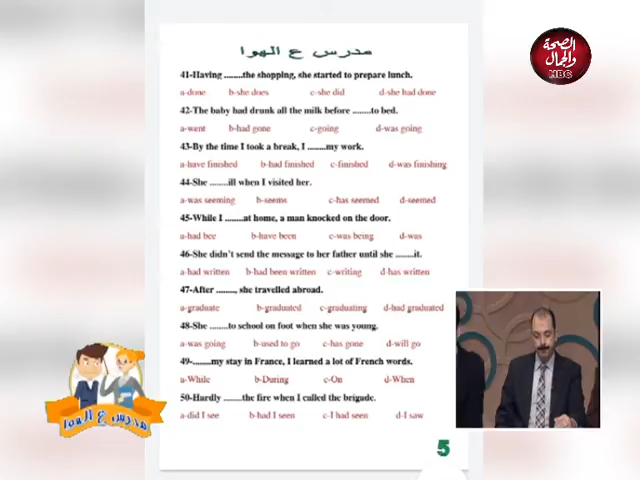 مدرس ع الهوا
الصحة
والجمال
MBC
41-Having ........the shopping, she started to prepare lunch.
a-done b-she does c-she did d-she had done
42-The baby had drunk all the milk before ........to bed.
a-went b-had gone c-going d-was going
43-By the time I took a break, I ........my work.
a-have finished b-had finished c-finished d-was finishing
44-She ........ill when I visited her.
a-was seeming b-seems c-has seemed d-seemed
45-While I ........at home, a man knocked on the door.
a-had bee b-have been c-was being d-was
46-She didn't send the message to her father until she ........it.
a-had written b-had been written c-writing d-has written
47-After ........, she travelled abroad.
a-graduate b-graduated c-graduating d-had graduated
48-She ........to school on foot when she was young.
a-was going b-used to go c-has gone d-will go
49-........my stay in France, I learned a lot of French words.
a-While b-During c-On d-When
50-Hardly ........the fire when I called the brigade.
a-did I see b-had I seen c-I had seen d-I saw
مدرس ع الهوا
5